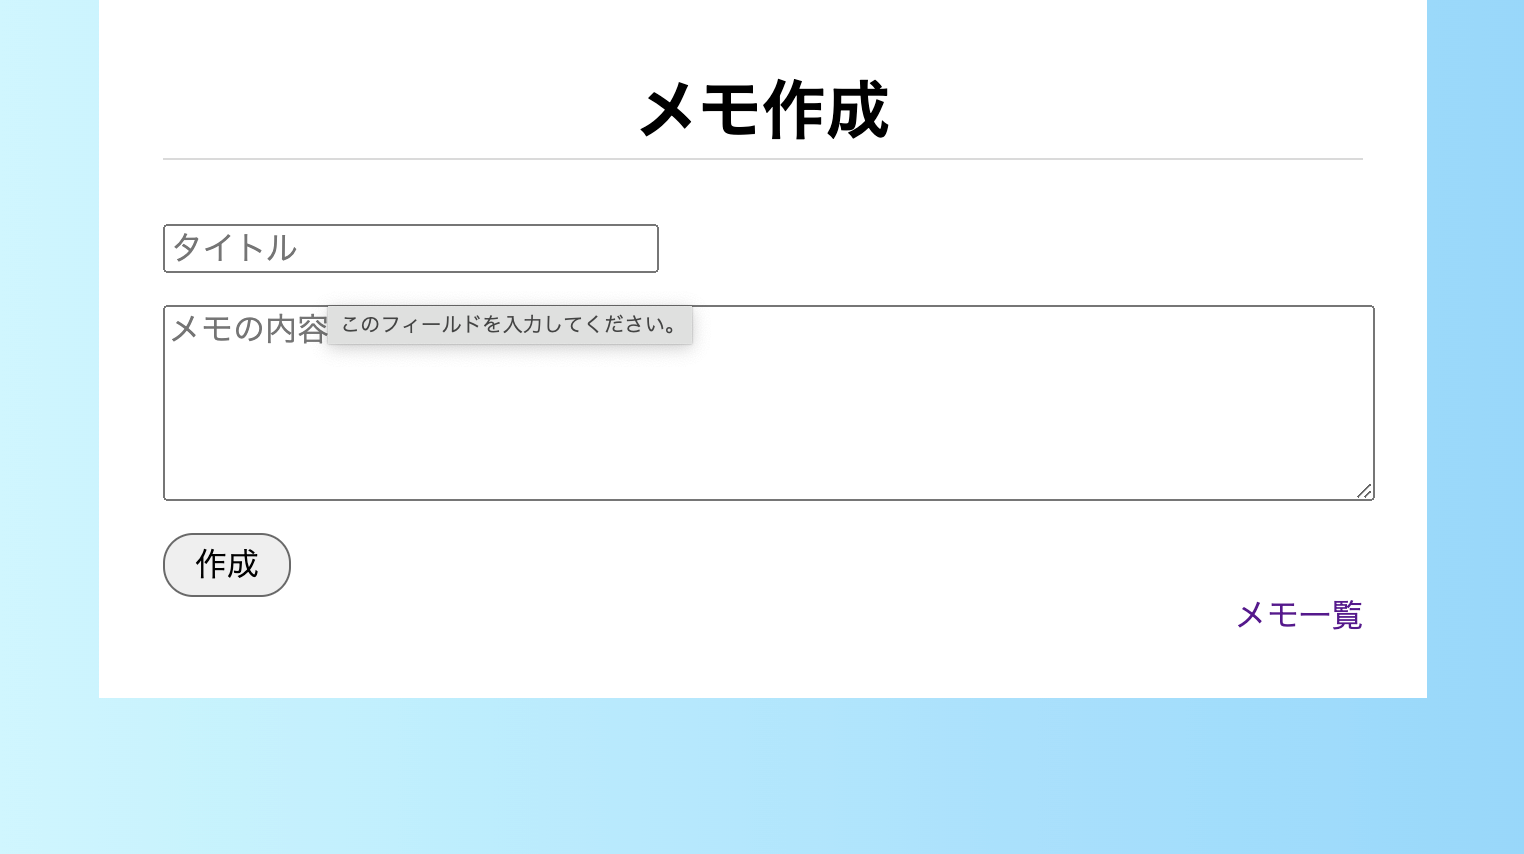 メモ作成
タイトル
メモの内容
このフィールドを入力してください。
作成
メモ一覧